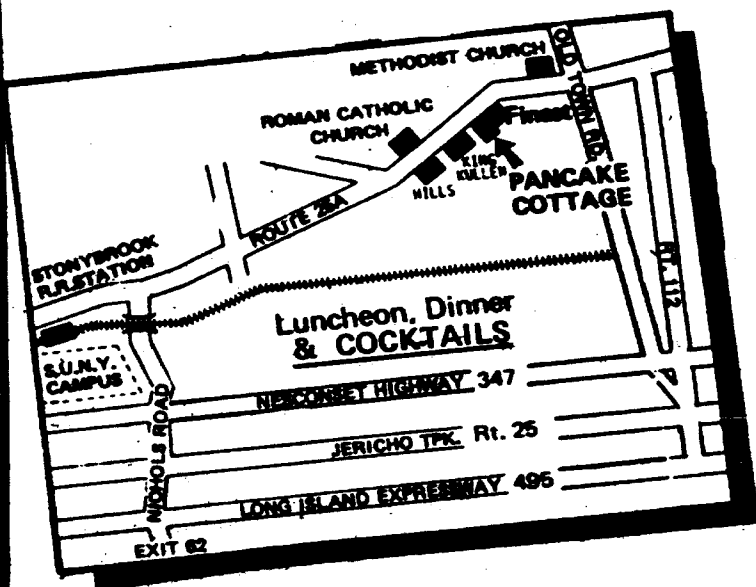 METHODIST CHURCH
OLD TOWN RD.
ROMAN CATHOLIC
CHURCH
Finest
KING
KULLEN
HILLS
PANCAKE
COTTAGE
ROUTE 25A
STONYBROOK
R.R. STATION
RT. 112
Luncheon, Dinner
& COCKTAILS
S.U.N.Y.
CAMPUS
NESCONSET HIGHWAY 347
NICHOLS ROAD
JERICHO TPK. Rt. 25
LONG ISLAND EXPRESSWAY 495
EXIT 62